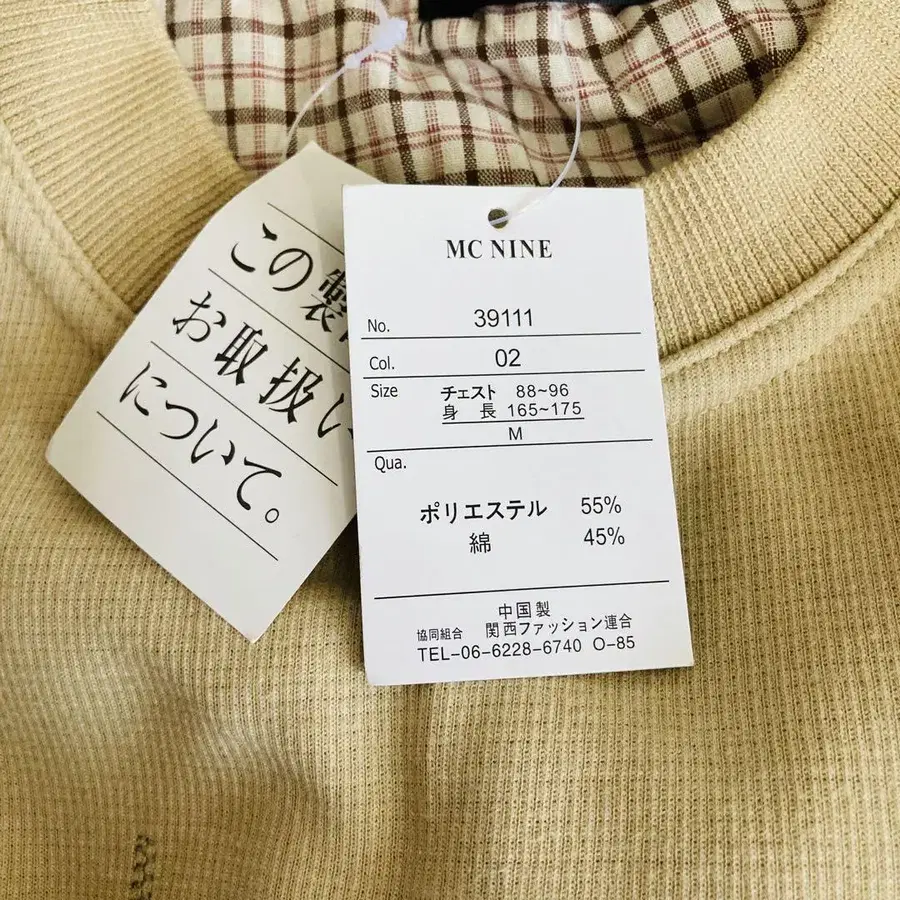 この製
お取扱い
について。
MC NINE
No. 39111
Col. 02
Size チェスト 88~96
身長 165~175
M
Qua.
ポリエステル 55%
綿 45%
中国製
協同組合 関西ファッション連合
TEL-06-6228-6740 O-85